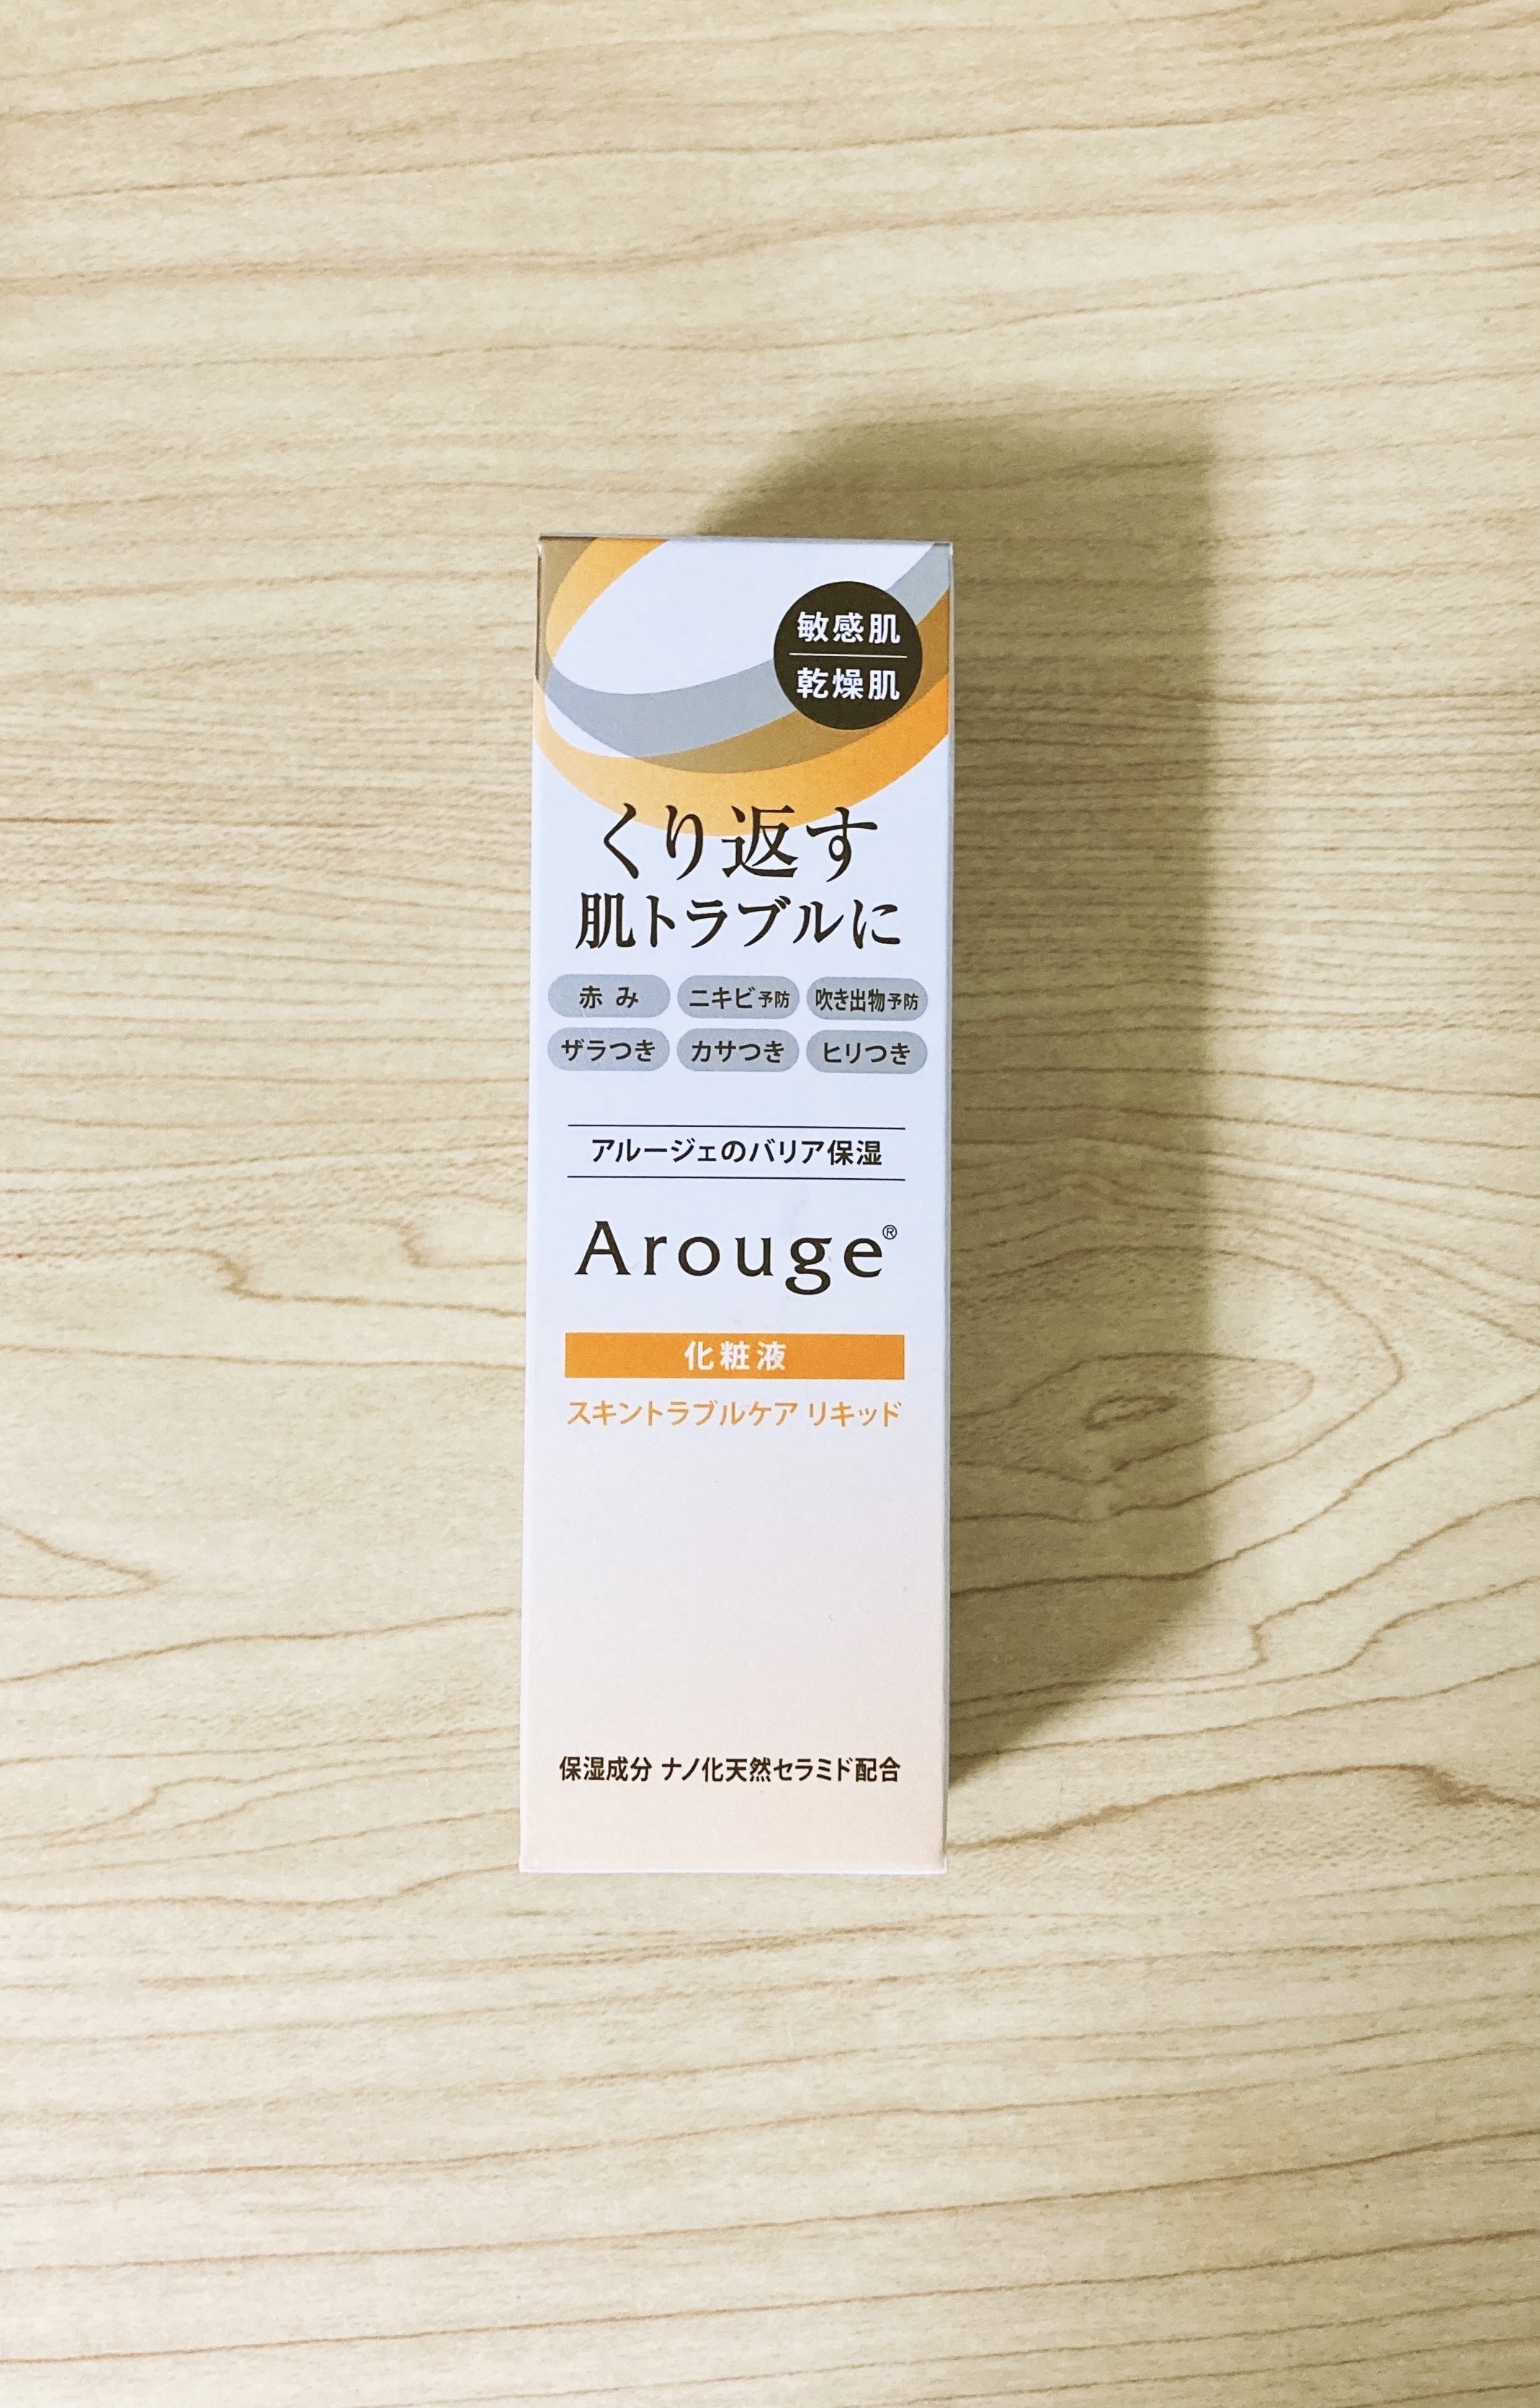 敏感肌
乾燥肌
くり返す
肌トラブルに
赤み ニキビ予防 吹き出物予防
ザラつき カサつき ヒリつき
アルージェのバリア保湿
Arouge®
化粧液
スキントラブルケア リキッド
保湿成分 ナノ化天然セラミド配合